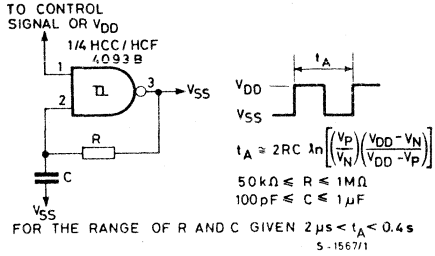 TO CONTROL
SIGNAL OR VDD
1/4 HCC/HCF
4093B
1
2
3
VSS
R
C
VSS
tA
VDD
VSS
tA ≅ 2RC ln[(VP/VN)(VDD-VN/VDD-VP)]
50kΩ ≤ R ≤ 1MΩ
100pF ≤ C ≤ 1µF
FOR THE RANGE OF R AND C GIVEN 2µs < tA < 0.4s
S-1567/1